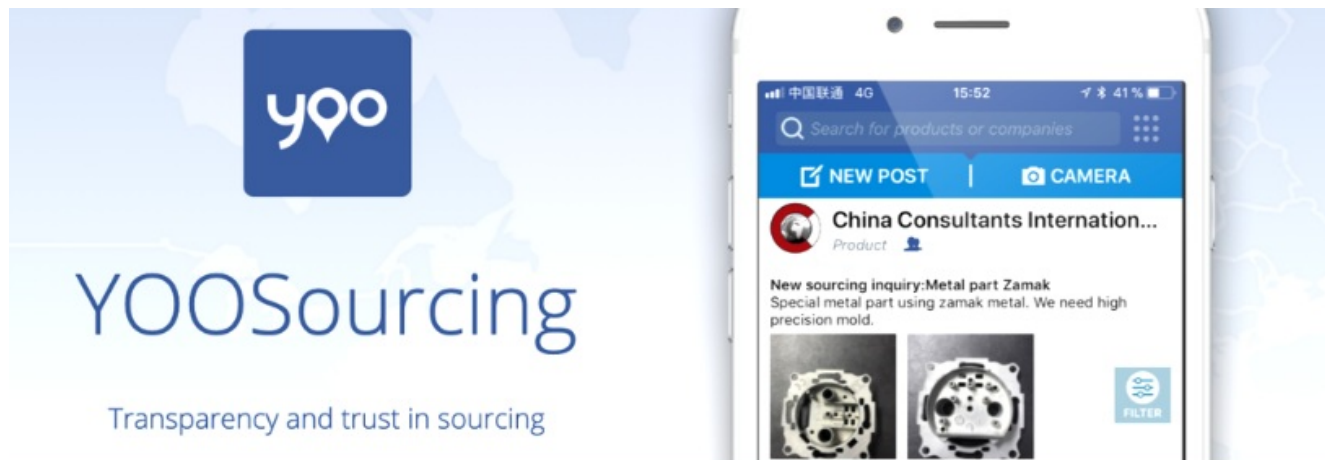 yoo
YOOSourcing
Transparency and trust in sourcing
中国联通 4G 15:52 41%
Search for products or companies
NEW POST | CAMERA
China Consultants Internation...
Product
New sourcing inquiry:Metal part Zamak
Special metal part using zamak metal. We need high
precision mold.
FILTER